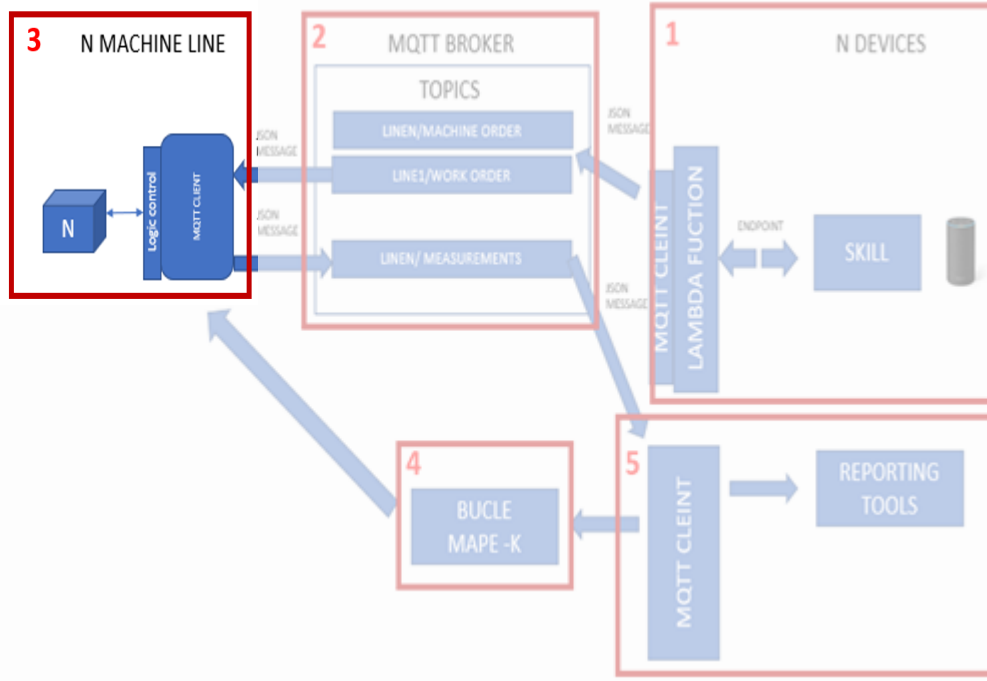 3
N MACHINE LINE
N
Logic control
MQTT CLIENT
JSON
MESSAGE
JSON
MESSAGE
2
MQTT BROKER
TOPICS
LINEN/MACHINE ORDER
LINE1/WORK ORDER
LINEN/ MEASUREMENTS
JSON
MESSAGE
JSON
MESSAGE
1
N DEVICES
MQTT CLEINT
LAMBDA FUCTION
ENDPOINT
SKILL
4
BUCLE
MAPE -K
5
MQTT CLEINT
REPORTING
TOOLS